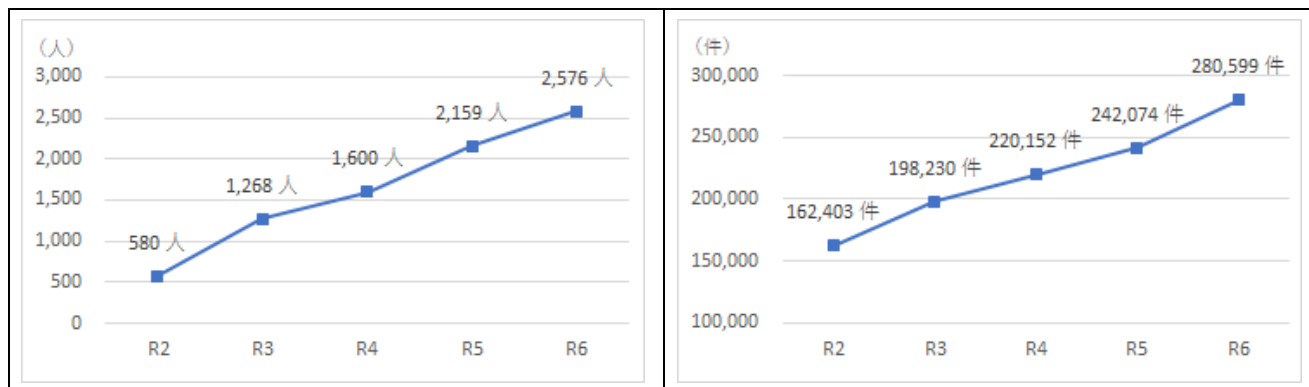 （人）
3,000
2,500
2,000
1,500
1,000
500
0
580 人
1,268 人
1,600 人
2,159 人
2,576 人
R2 R3 R4 R5 R6
（件）
300,000
250,000
200,000
150,000
100,000
162,403 件
198,230 件
220,152 件
242,074 件
280,599 件
R2 R3 R4 R5 R6